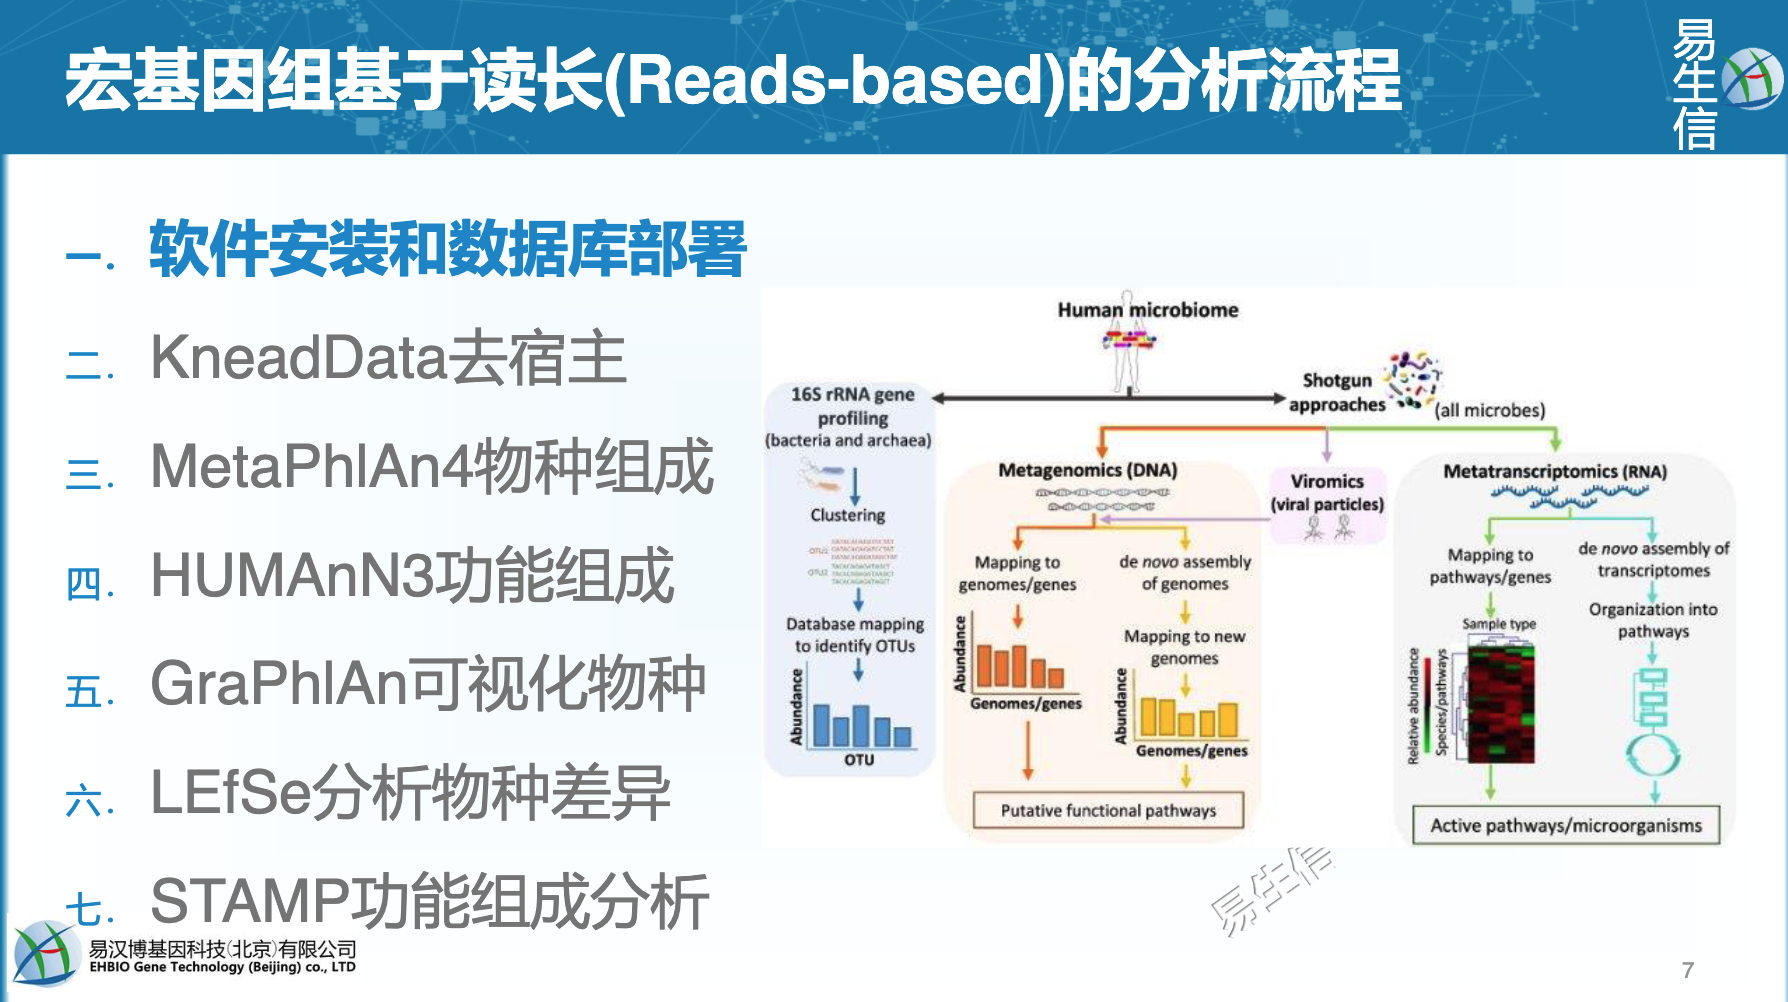 宏基因组基于读长(Reads-based)的分析流程
易生信
一. 软件安装和数据库部署
二. KneadData去宿主
三. MetaPhlAn4物种组成
四. HUMAnN3功能组成
五. GraPhlAn可视化物种
六. LEfSe分析物种差异
七. STAMP功能组成分析
Human microbiome
16S rRNA gene
profiling
(bacteria and archaea)
Clustering
OTU1
OTU2
Database mapping
to identify OTUs
Abundance
OTU
Shotgun
approaches
(all microbes)
Metagenomics (DNA)
Mapping to
genomes/genes
Abundance
Genomes/genes
de novo assembly
of genomes
Mapping to new
genomes
Abundance
Genomes/genes
Putative functional pathways
Viromics
(viral particles)
Metatranscriptomics (RNA)
Mapping to
pathways/genes
Sample type
Relative abundance
Species/pathways
de novo assembly of
transcriptomes
Organization into
pathways
Active pathways/microorganisms
易生信
易汉博基因科技(北京)有限公司
EHBIO Gene Technology (Beijing) co., LTD
7